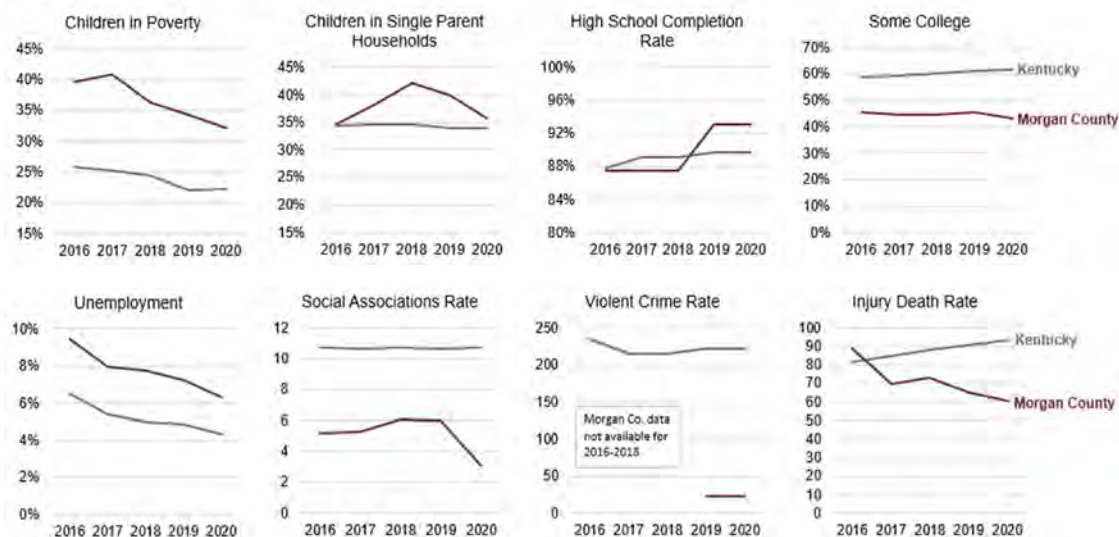 Children in Poverty
45%
40%
35%
30%
25%
20%
15%
2016 2017 2018 2019 2020
Children in Single Parent
Households
45%
40%
35%
30%
25%
20%
15%
2016 2017 2018 2019 2020
High School Completion
Rate
100%
96%
92%
88%
84%
80%
2016 2017 2018 2019 2020
Some College
70%
60%
50%
40%
30%
20%
10%
0%
Kentucky
Morgan County
2016 2017 2018 2019 2020
Unemployment
10%
8%
6%
4%
2%
0%
2016 2017 2018 2019 2020
Social Associations Rate
12
10
8
6
4
2
0
2016 2017 2018 2019 2020
Violent Crime Rate
250
200
150
100
50
0
Morgan Co. data
not available for
2016-2018.
2016 2017 2018 2019 2020
Injury Death Rate
100
90
80
70
60
50
40
30
20
10
0
Kentucky
Morgan County
2016 2017 2018 2019 2020